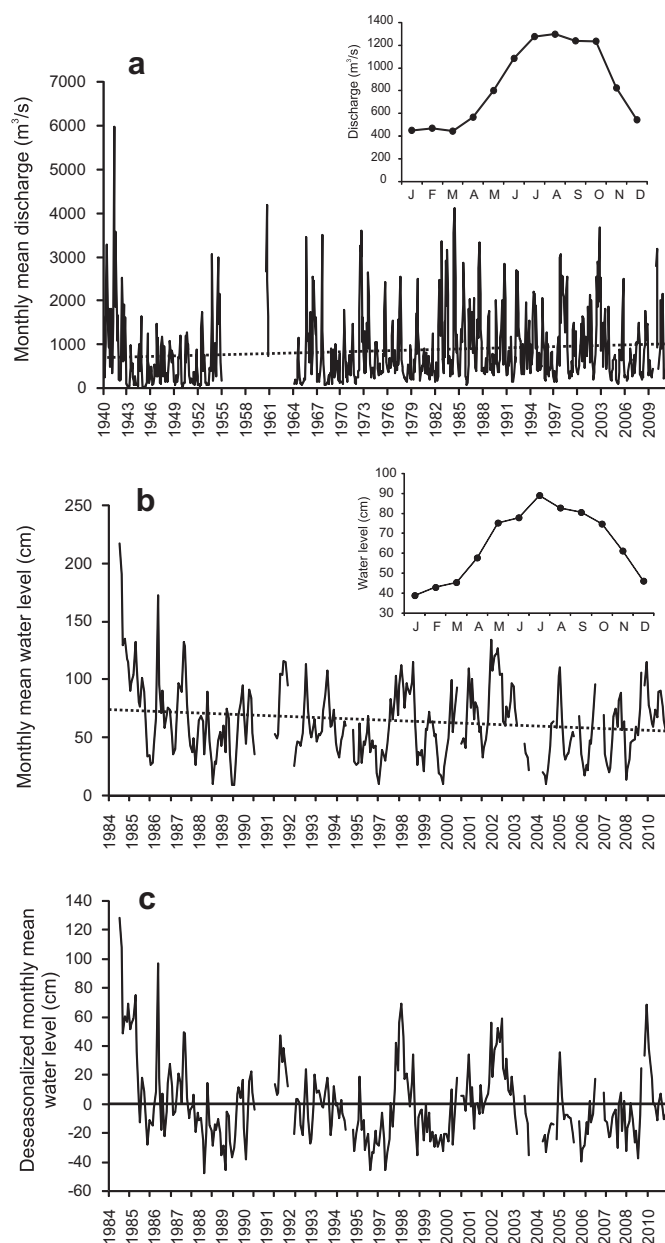 a
Monthly mean discharge (m³/s)
7000
6000
5000
4000
3000
2000
1000
0
1940 1943 1946 1949 1952 1955 1958 1961 1964 1967 1970 1973 1976 1979 1982 1985 1988 1991 1994 1997 2000 2003 2006 2009
Discharge (m³/s)
1400
1200
1000
800
600
400
200
0
J F M A M J J A S O N D
b
Monthly mean water level (cm)
250
200
150
100
50
0
1984 1985 1986 1987 1988 1989 1990 1991 1992 1993 1994 1995 1997 1998 1999 2000 2001 2002 2003 2004 2005 2006 2007 2008 2010
Water level (cm)
100
90
80
70
60
50
40
30
J F M A M J J A S O N D
c
Deseasonalized monthly mean
water level (cm)
140
120
100
80
60
40
20
0
-20
-40
-60
1984 1985 1986 1987 1988 1989 1990 1991 1992 1993 1994 1995 1997 1998 1999 2000 2001 2002 2003 2004 2005 2006 2007 2008 2010